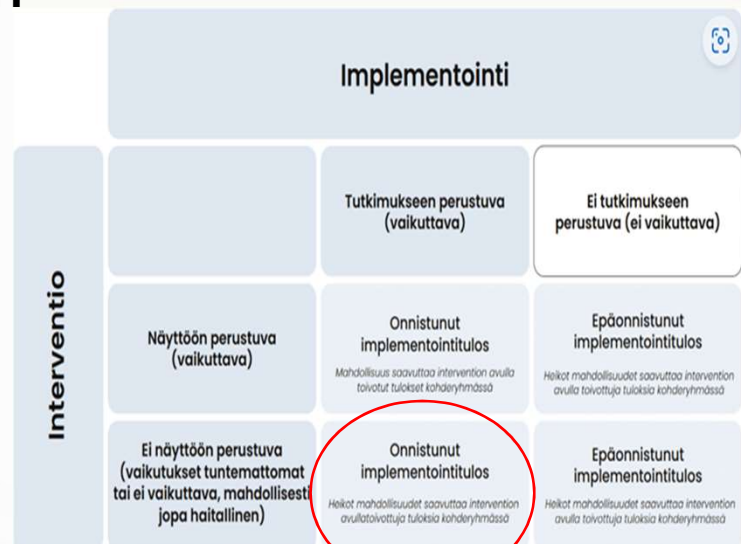 Implementointi
Interventio
Tutkimukseen perustuva
(vaikuttava)
Ei tutkimukseen
perustuva (ei vaikuttava)
Näyttöön perustuva
(vaikuttava)
Onnistunut
implementointitulos
Mahdollisuus saavuttaa intervention avulla
toivotut tulokset kohderyhmässä
Epäonnistunut
implementointitulos
Heikot mahdollisuudet saavuttaa intervention
avulla toivottuja tuloksia kohderyhmässä
Ei näyttöön perustuva
(vaikutukset tuntemattomat
tai ei vaikuttava, mahdollisesti
jopa haitallinen)
Onnistunut
implementointitulos
Heikot mahdollisuudet saavuttaa intervention
avullatoivottuja tuloksia kohderyhmässä
Epäonnistunut
implementointitulos
Heikot mahdollisuudet saavuttaa intervention
avulla toivottuja tuloksia kohderyhmässä